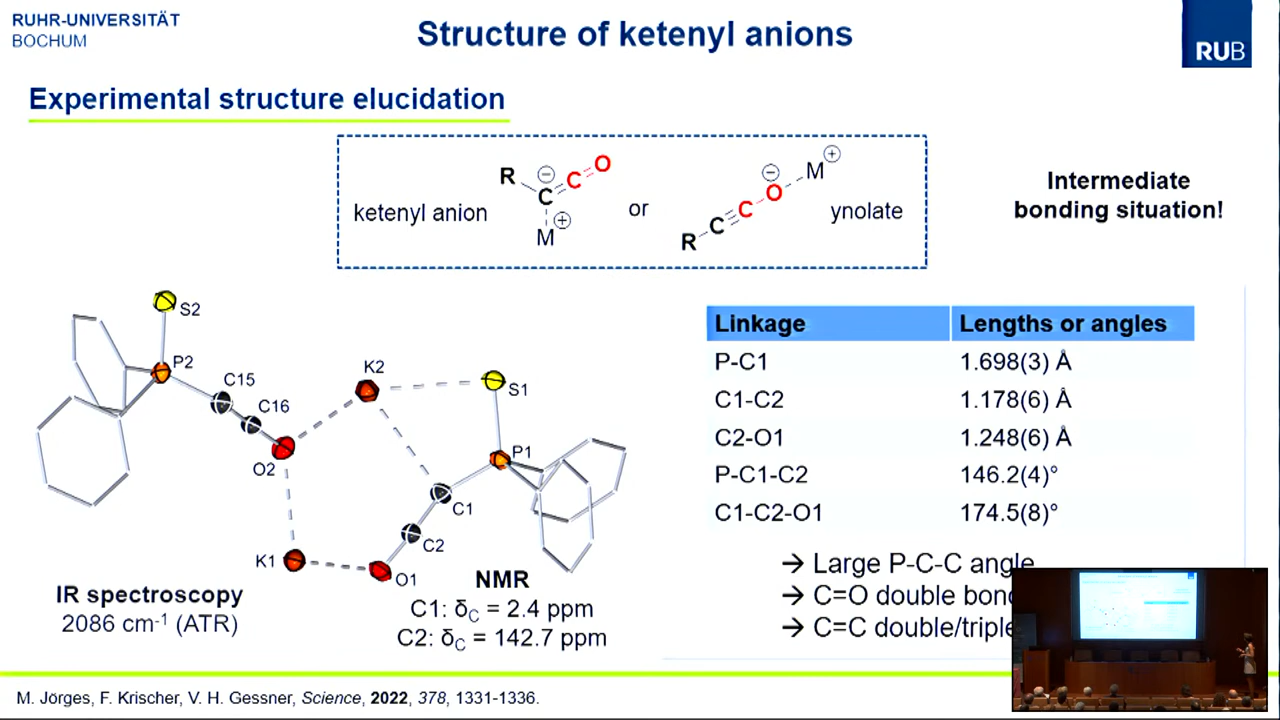 RUHR-UNIVERSITÄT
BOCHUM
Structure of ketenyl anions
RUB
Experimental structure elucidation
ketenyl anion
R
⊖
C
C
O
M
⊕
or
R
C
C
O
⊖
M
⊕
ynolate
Intermediate
bonding situation!
S2
P2
C15
C16
O2
K2
S1
P1
C1
C2
K1
O1
IR spectroscopy
2086 cm⁻¹ (ATR)
NMR
C1: δC = 2.4 ppm
C2: δC = 142.7 ppm
Linkage Lengths or angles
P-C1 1.698(3) Å
C1-C2 1.178(6) Å
C2-O1 1.248(6) Å
P-C1-C2 146.2(4)°
C1-C2-O1 174.5(8)°
→ Large P-C-C angle
→ C=O double
→ C=C double/triple
M. Jörges, F. Krischer, V. H. Gessner, Science, 2022, 378, 1331-1336.